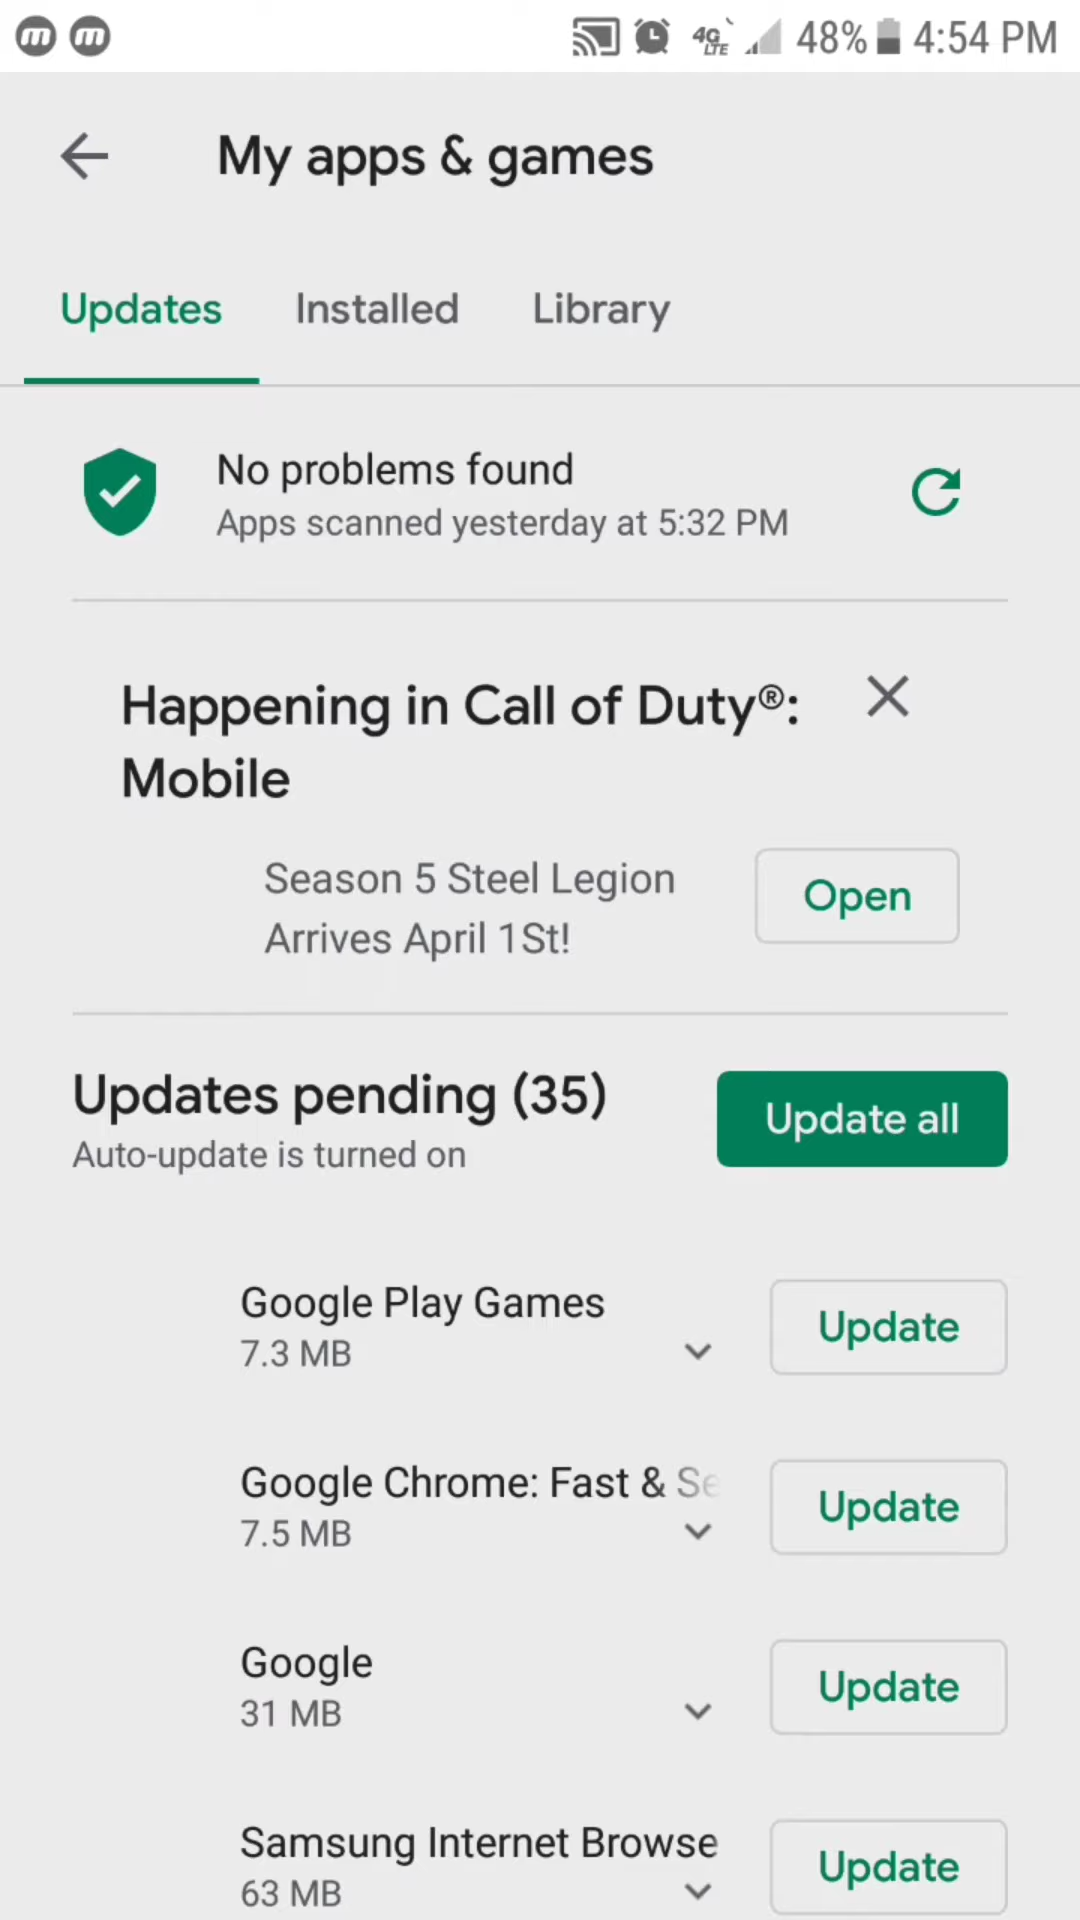 48% 4:54 PM
My apps & games
Updates Installed Library
No problems found
Apps scanned yesterday at 5:32 PM
Happening in Call of Duty®:
Mobile
Season 5 Steel Legion
Arrives April 1St!
Open
Updates pending (35)
Auto-update is turned on
Update all
Google Play Games
7.3 MB
Update
Google Chrome: Fast & Se
7.5 MB
Update
Google
31 MB
Update
Samsung Internet Browse
63 MB
Update